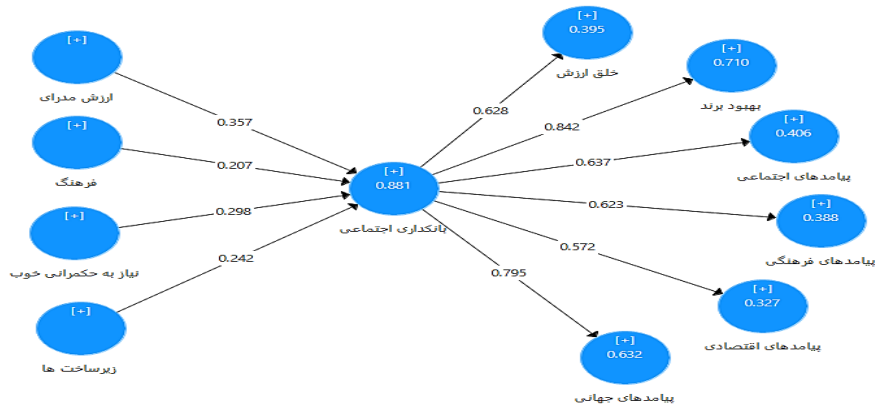 [+]
ارزش مدرای
[+]
فرهنگ
[+]
نیاز به حکمرانی خوب
[+]
زیرساخت ها
0.357
0.207
0.298
0.242
[+]
0.881
بانکداری اجتماعی
0.628
0.842
0.637
0.623
0.572
0.795
[+]
0.395
خلق ارزش
[+]
0.710
بهبود برند
[+]
0.406
پیامدهای اجتماعی
[+]
0.388
پیامدهای فرهنگی
[+]
0.327
پیامدهای اقتصادی
[+]
0.632
پیامدهای جهانی